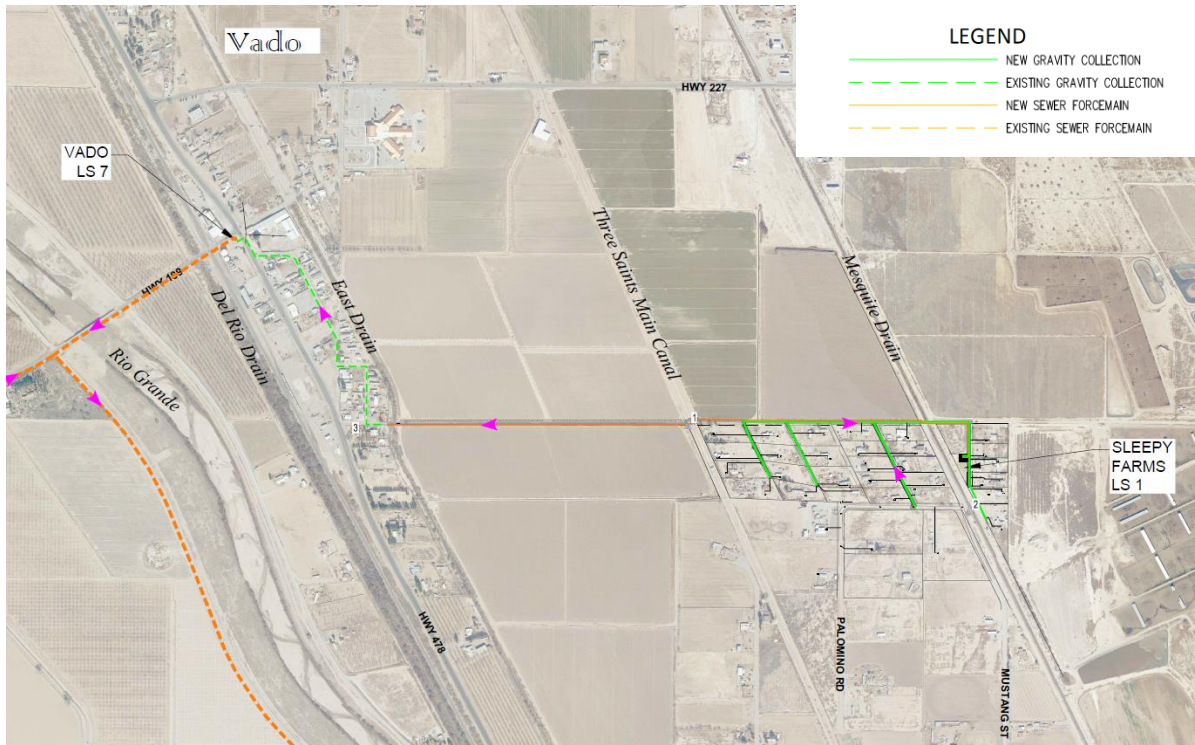 Vado
LEGEND
NEW GRAVITY COLLECTION
EXISTING GRAVITY COLLECTION
NEW SEWER FORCEMAIN
EXISTING SEWER FORCEMAIN
HWY 227
VADO
LS 7
HWY 189
Del Rio Drain
East Drain
Rio Grande
Three Saints Main Canal
Mesquite Drain
1
3
SLEEPY
FARMS
LS 1
2
HWY 478
PALOMINO RD
MUSTANG ST